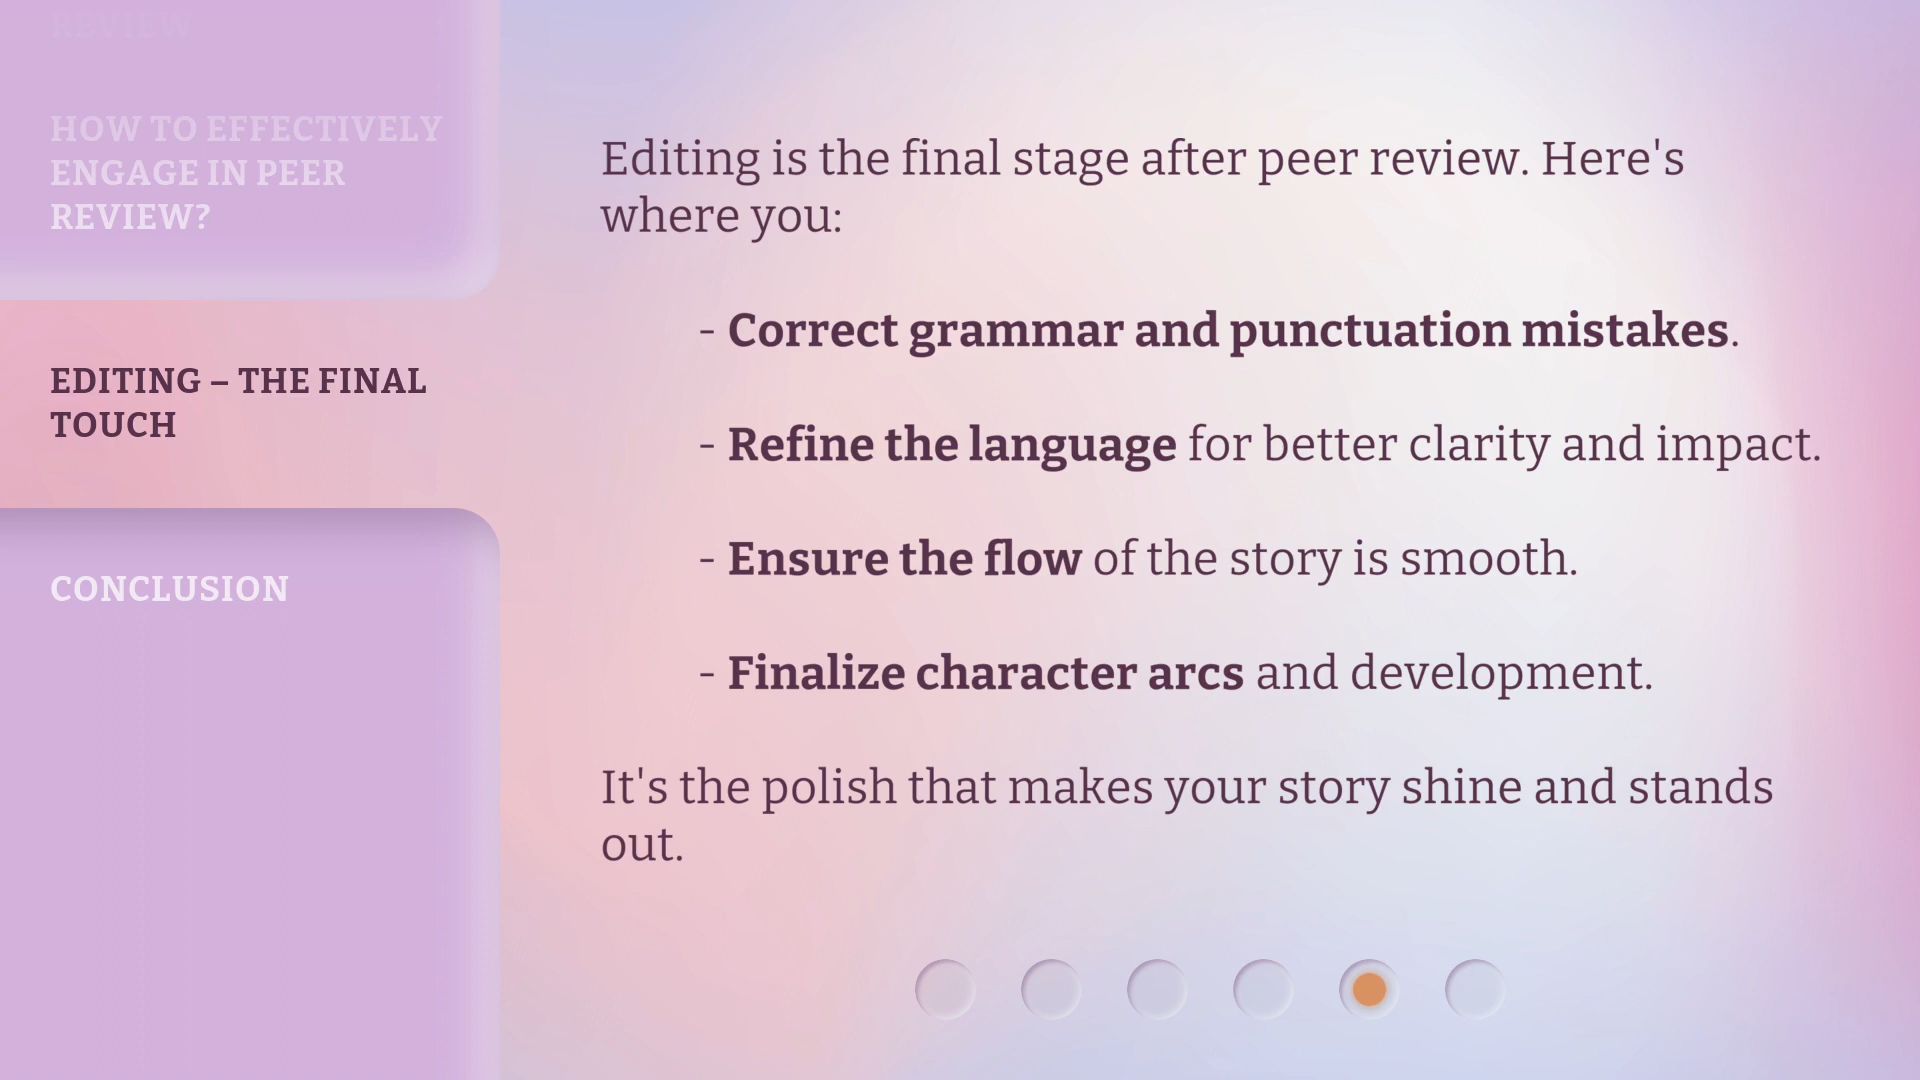 REVIEW
HOW TO EFFECTIVELY
ENGAGE IN PEER
REVIEW?
EDITING – THE FINAL
TOUCH
CONCLUSION
Editing is the final stage after peer review. Here's
where you:
- Correct grammar and punctuation mistakes.
- Refine the language for better clarity and impact.
- Ensure the flow of the story is smooth.
- Finalize character arcs and development.
It's the polish that makes your story shine and stands
out.